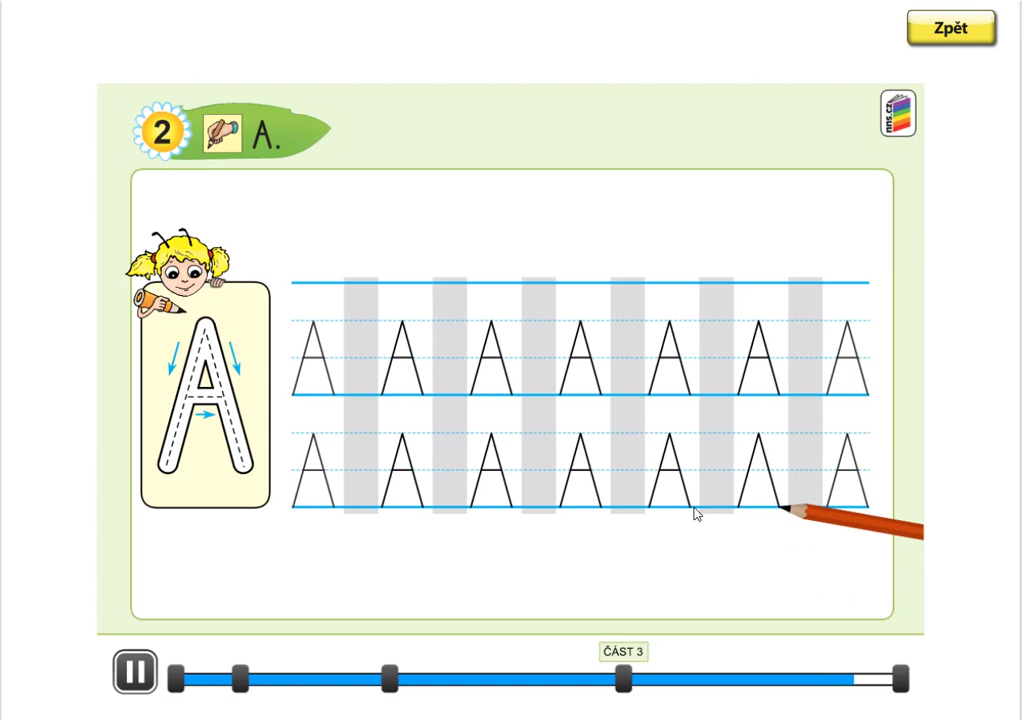 Zpět
2 A.
nns.cz
A
A A A A A A A
A A A A A Λ A
ČÁST 3